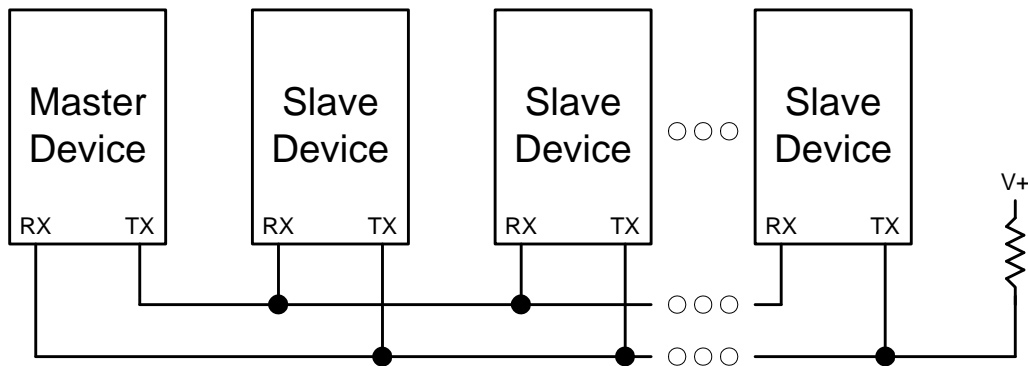 Master
Device
Slave
Device
Slave
Device
Slave
Device
RX TX
RX TX
RX TX
RX TX
V+